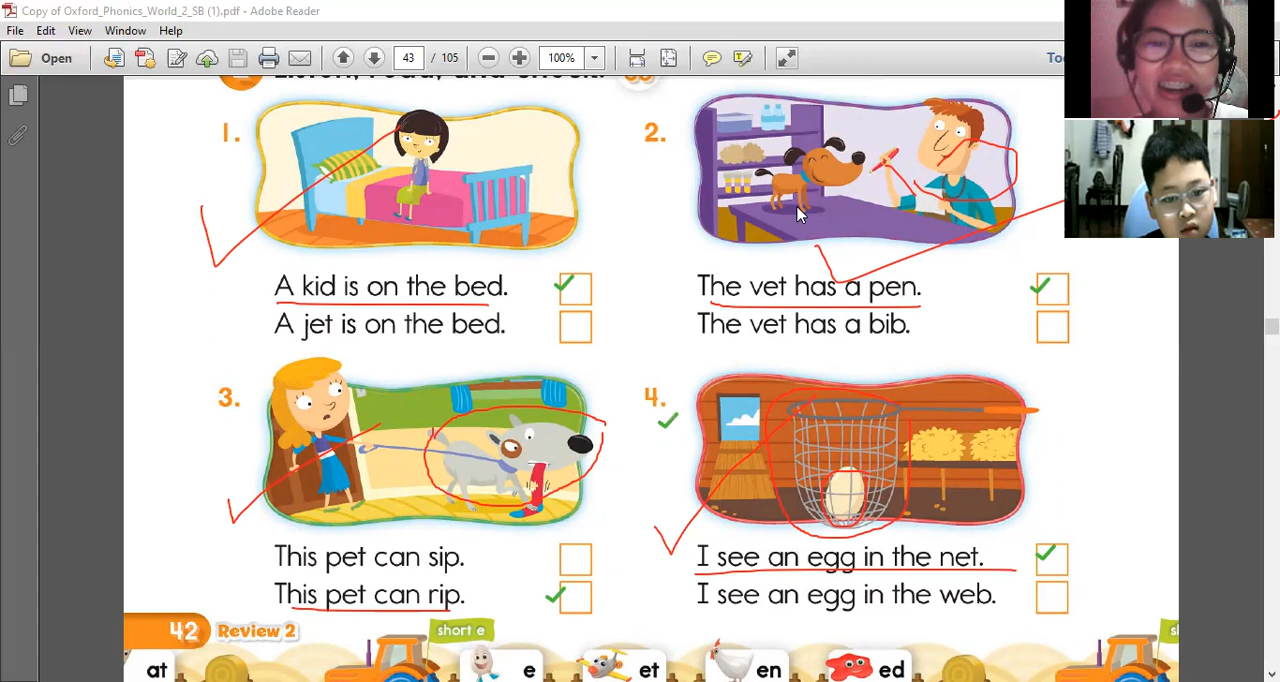 Copy of Oxford_Phonics_World_2_SB (1).pdf - Adobe Reader
File Edit View Window Help
Open 43 / 105 100%
1.
A kid is on the bed.
A jet is on the bed.
2.
The vet has a pen.
The vet has a bib.
3.
This pet can sip.
This pet can rip.
4.
I see an egg in the net.
I see an egg in the web.
42 Review 2
short e
at e et en ed